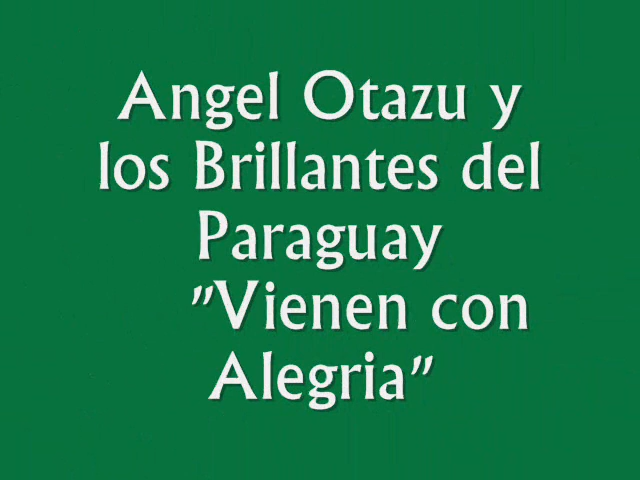 Angel Otazu y
los Brillantes del
Paraguay
"Vienen con
Alegria"